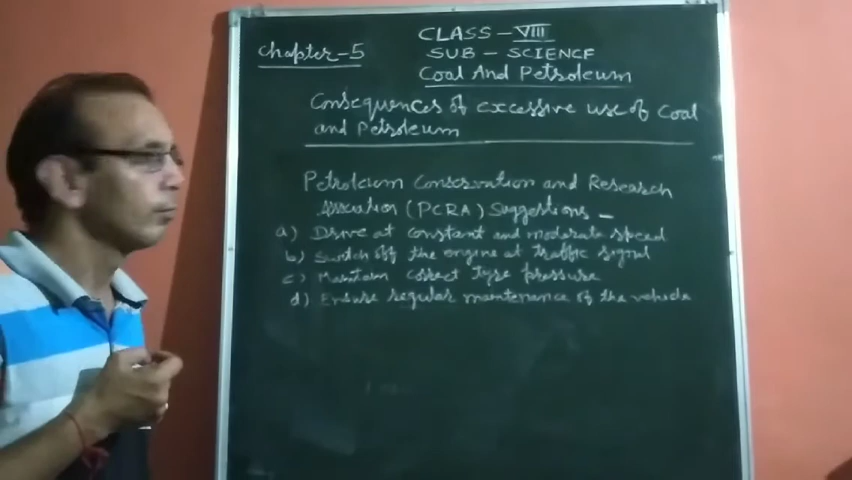 CLASS - VIII
Chapter-5
SUB - SCIENCE
Coal And Petroleum
Consequences of excessive use of Coal
and Petroleum
Petroleum Conservation and Research
Association (PCRA) Suggestions -
a) Drive at constant and moderate speed
b) Switch off the engine at traffic signal
c) Maintain correct tyre pressure
d) Ensure regular maintenance of the vehicle